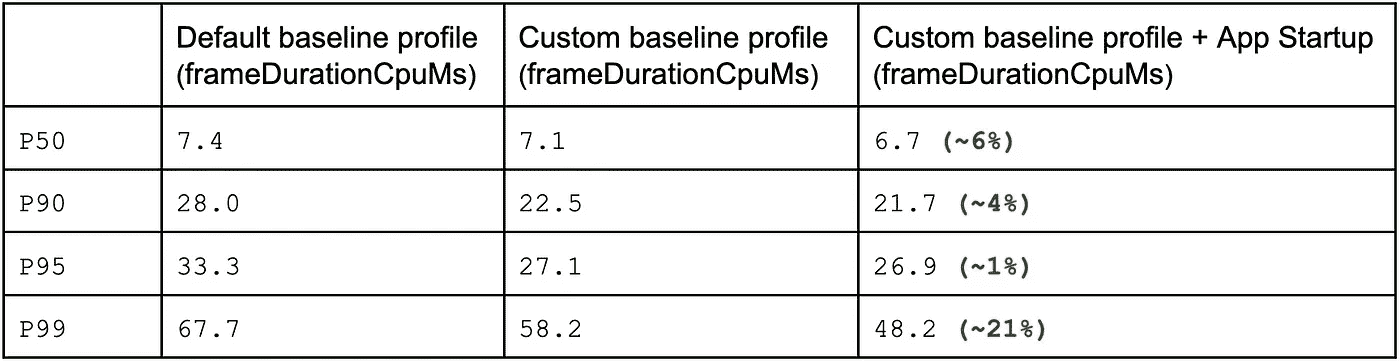 Default baseline profile (frameDurationCpuMs) Custom baseline profile (frameDurationCpuMs) Custom baseline profile + App Startup (frameDurationCpuMs)
P50 7.4 7.1 6.7 (~6%)
P90 28.0 22.5 21.7 (~4%)
P95 33.3 27.1 26.9 (~1%)
P99 67.7 58.2 48.2 (~21%)